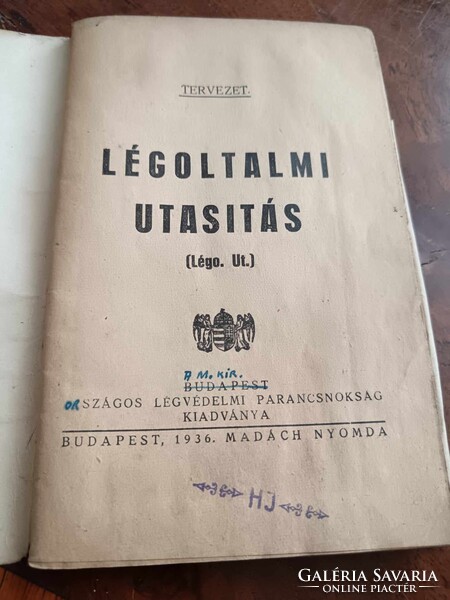 TERVEZET.
LÉGOLTALMI
UTASITÁS
(Légo. Ut.)
A M. KIR.
BUDAPEST
ORSZÁGOS LÉGVÉDELMI PARANCSNOKSÁG
KIADVÁNYA
BUDAPEST, 1936. MADÁCH NYOMDA
HJ
GALÉRIA SAVARIA
ONLINE PIACTÉR